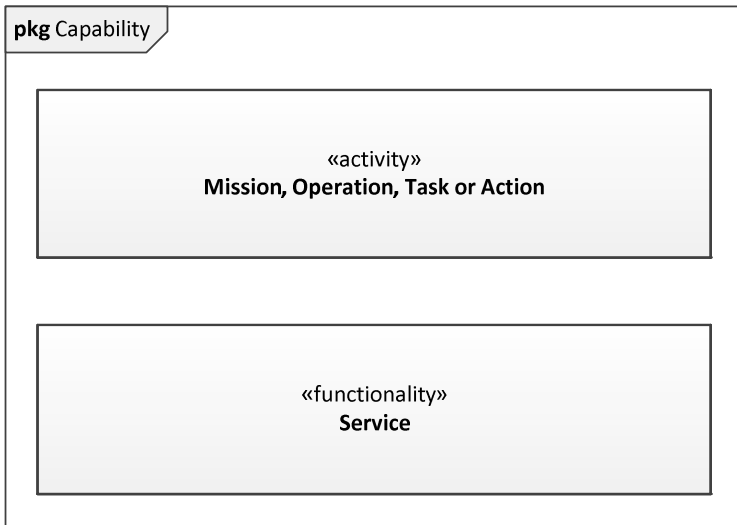 pkg Capability
«activity»
Mission, Operation, Task or Action
«functionality»
Service